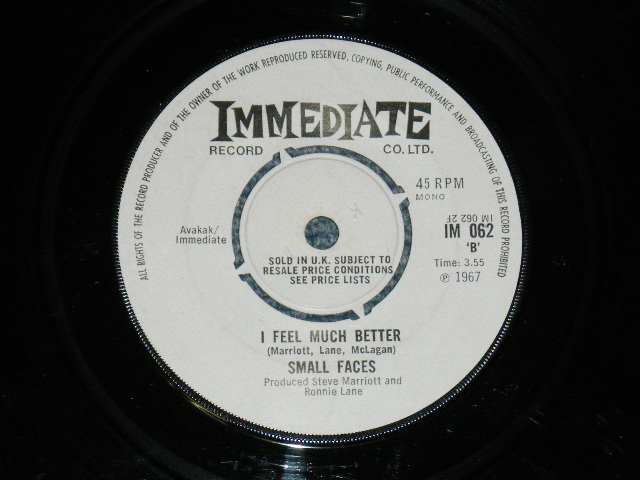 ALL RIGHTS OF THE RECORD PRODUCER AND OF THE OWNER OF THE WORK REPRODUCED RESERVED, COPYING, PUBLIC PERFORMANCE AND BROADCASTING OF THIS RECORD PROHIBITED
IMMEDIATE
RECORD CO. LTD.
45 RPM
MONO
IM 062 2F
IM 062
'B'
Time: 3.55
℗ 1967
Avakak/
Immediate
SOLD IN U.K. SUBJECT TO
RESALE PRICE CONDITIONS
SEE PRICE LISTS
I FEEL MUCH BETTER
(Marriott, Lane, McLagan)
SMALL FACES
Produced Steve Marriott and
Ronnie Lane